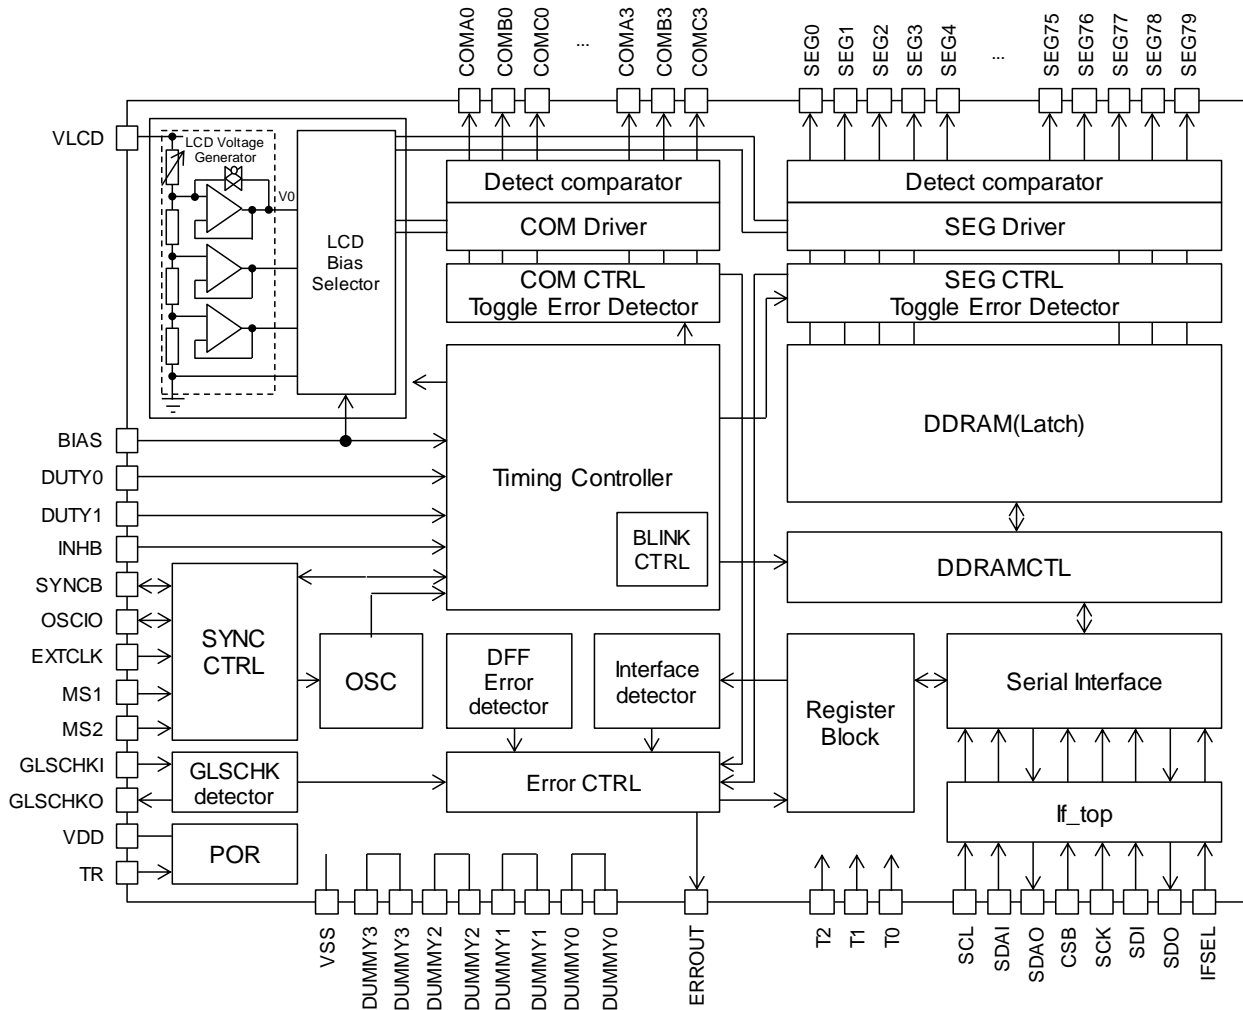 COMA0
COMB0
COMC0
...
COMA3
COMB3
COMC3
SEG0
SEG1
SEG2
SEG3
SEG4
...
SEG75
SEG76
SEG77
SEG78
SEG79
VLCD
LCD Voltage
Generator
V0
LCD
Bias
Selector
Detect comparator
COM Driver
COM CTRL
Toggle Error Detector
Detect comparator
SEG Driver
SEG CTRL
Toggle Error Detector
BIAS
DUTY0
DUTY1
INHB
SYNCB
OSCIO
EXTCLK
MS1
MS2
GLSCHKI
GLSCHKO
VDD
TR
Timing Controller
BLINK
CTRL
DDRAM(Latch)
DDRAMCTL
SYNC
CTRL
OSC
DFF
Error
detector
Interface
detector
Register
Block
Serial Interface
GLSCHK
detector
Error CTRL
If_top
POR
VSS
DUMMY3
DUMMY3
DUMMY2
DUMMY2
DUMMY1
DUMMY1
DUMMY0
DUMMY0
ERROUT
T2
T1
T0
SCL
SDAI
SDAO
CSB
SCK
SDI
SDO
IFSEL